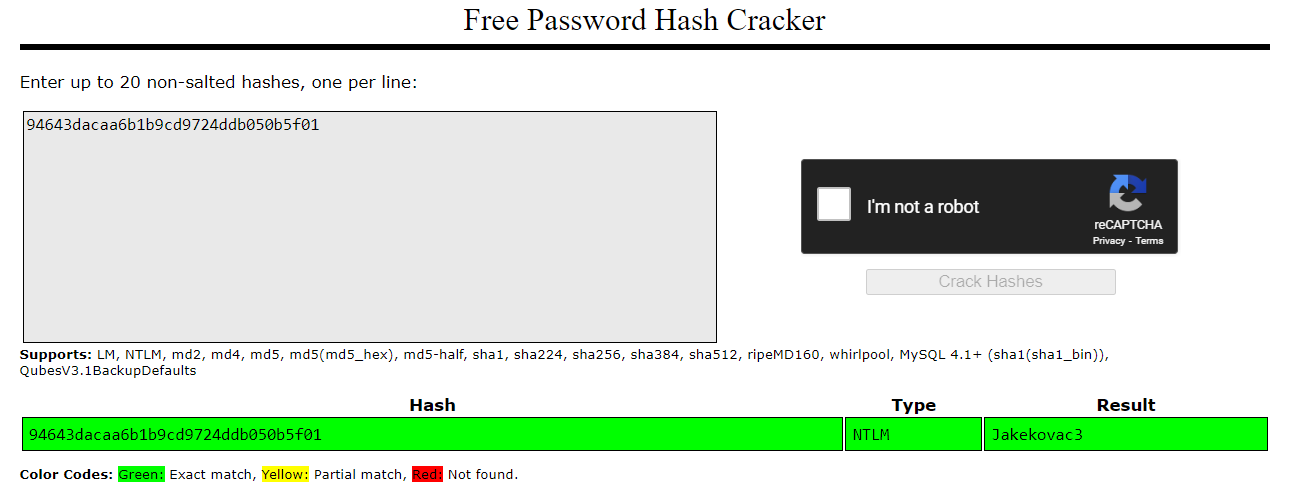 Free Password Hash Cracker
Enter up to 20 non-salted hashes, one per line:
94643dacaa6b1b9cd9724ddb050b5f01
I'm not a robot
reCAPTCHA
Privacy - Terms
Crack Hashes
Supports: LM, NTLM, md2, md4, md5, md5(md5_hex), md5-half, sha1, sha224, sha256, sha384, sha512, ripeMD160, whirlpool, MySQL 4.1+ (sha1(sha1_bin)),
QubesV3.1BackupDefaults
Hash Type Result
94643dacaa6b1b9cd9724ddb050b5f01 NTLM Jakekovac3
Color Codes: Green: Exact match, Yellow: Partial match, Red: Not found.